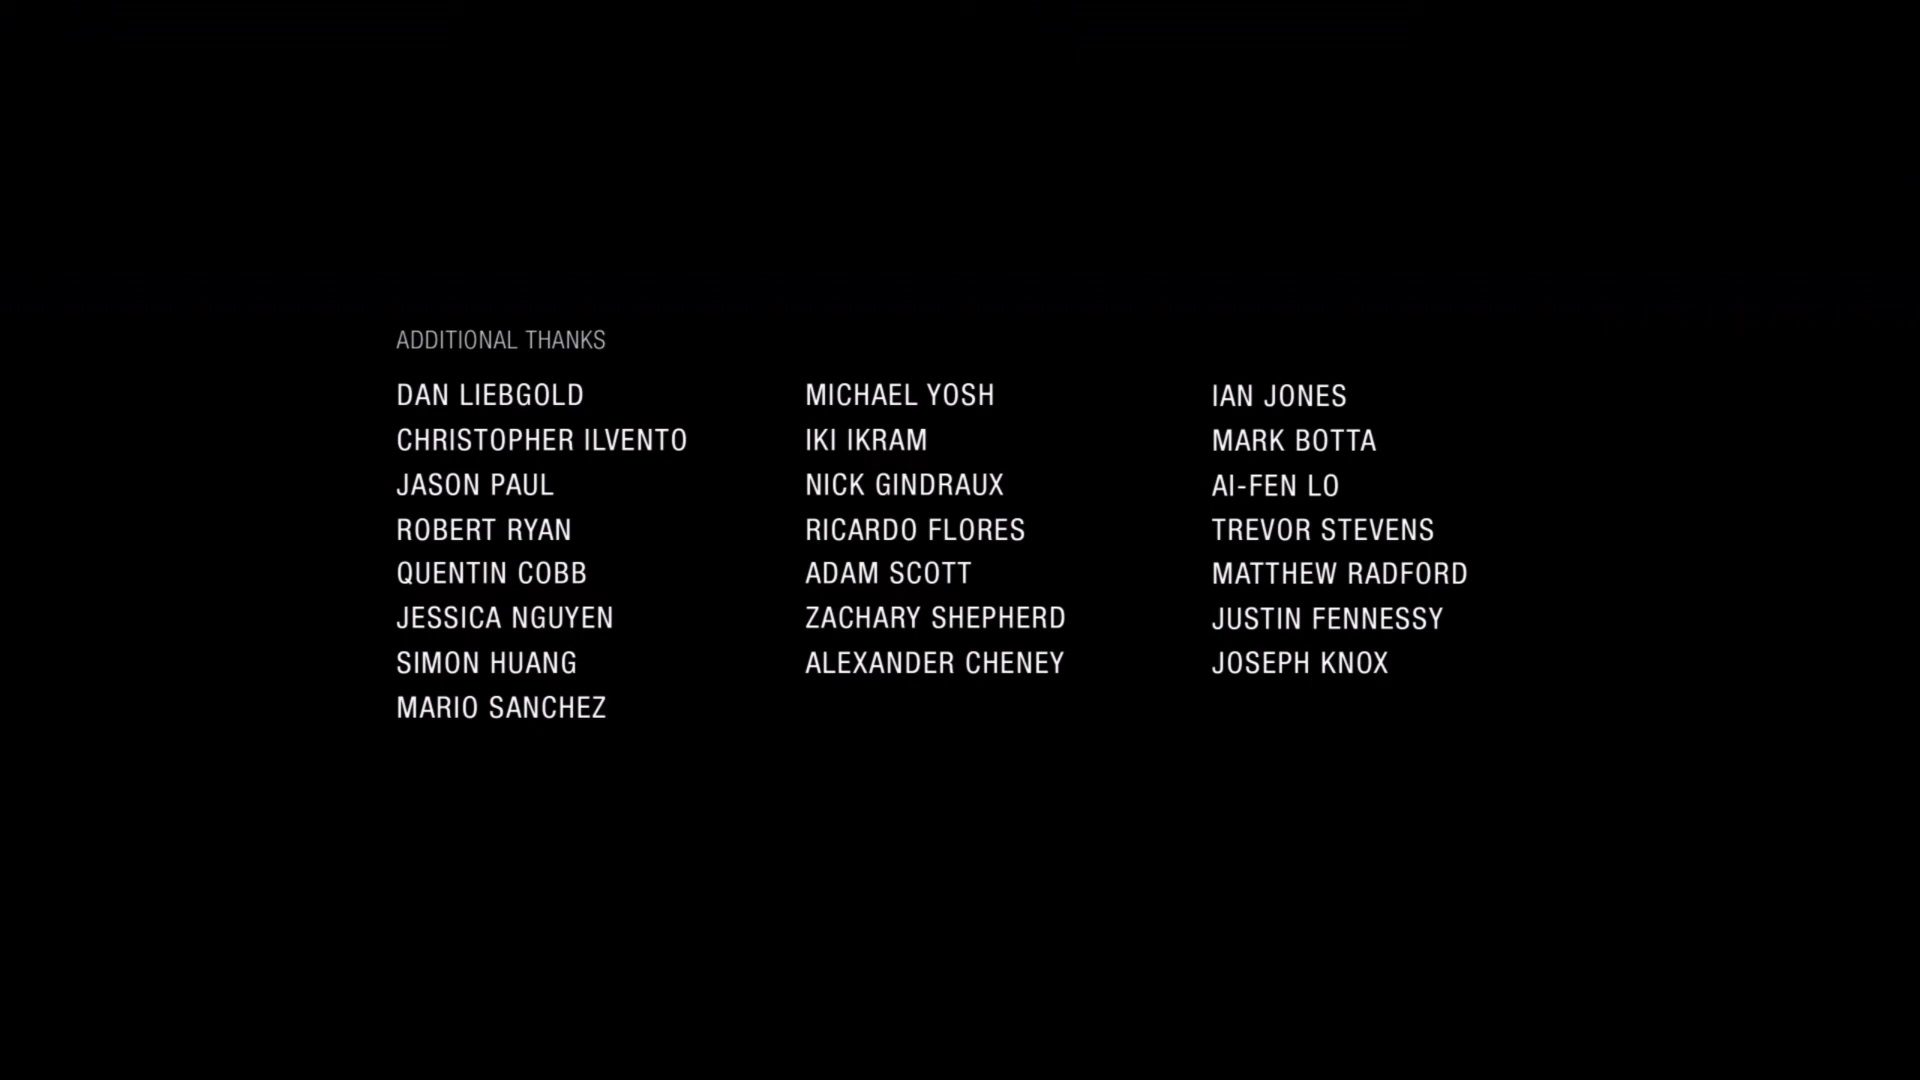 ADDITIONAL THANKS
DAN LIEBGOLD
CHRISTOPHER ILVENTO
JASON PAUL
ROBERT RYAN
QUENTIN COBB
JESSICA NGUYEN
SIMON HUANG
MARIO SANCHEZ
MICHAEL YOSH
IKI IKRAM
NICK GINDRAUX
RICARDO FLORES
ADAM SCOTT
ZACHARY SHEPHERD
ALEXANDER CHENEY
IAN JONES
MARK BOTTA
AI-FEN LO
TREVOR STEVENS
MATTHEW RADFORD
JUSTIN FENNESSY
JOSEPH KNOX